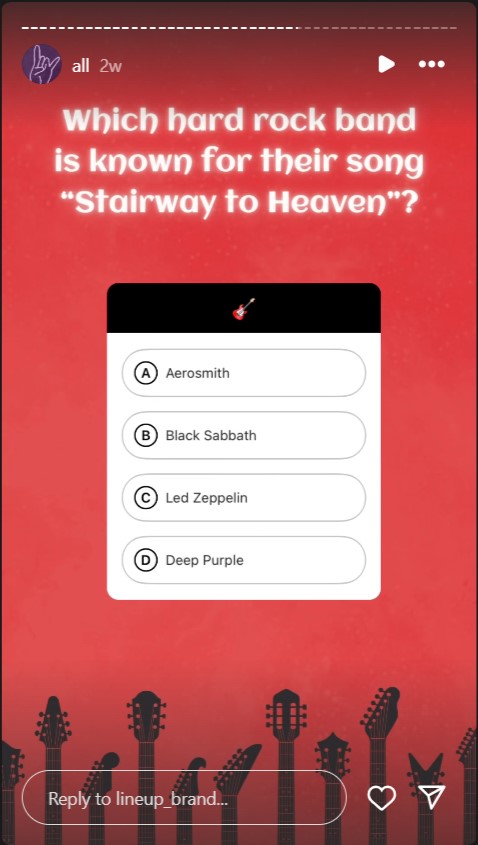 all 2w
Which hard rock band
is known for their song
“Stairway to Heaven”?
A Aerosmith
B Black Sabbath
C Led Zeppelin
D Deep Purple
Reply to lineup_brand...